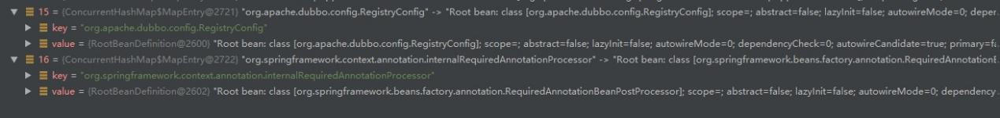 15 = {ConcurrentHashMap$MapEntry@2721} "org.apache.dubbo.config.RegistryConfig" -> "Root bean: class [org.apache.dubbo.config.RegistryConfig]; scope=; abstract=false; lazyInit=false; autowireMode=0; deper
key = "org.apache.dubbo.config.RegistryConfig"
value = {RootBeanDefinition@2600} "Root bean: class [org.apache.dubbo.config.RegistryConfig]; scope=; abstract=false; lazyInit=false; autowireMode=0; dependencyCheck=0; autowireCandidate=true; primary=fa
16 = {ConcurrentHashMap$MapEntry@2722} "org.springframework.context.annotation.internalRequiredAnnotationProcessor" -> "Root bean: class [org.springframework.beans.factory.annotation.RequiredAnnotationB
key = "org.springframework.context.annotation.internalRequiredAnnotationProcessor"
value = {RootBeanDefinition@2602} "Root bean: class [org.springframework.beans.factory.annotation.RequiredAnnotationBeanPostProcessor]; scope=; abstract=false; lazyInit=false; autowireMode=0; dependency